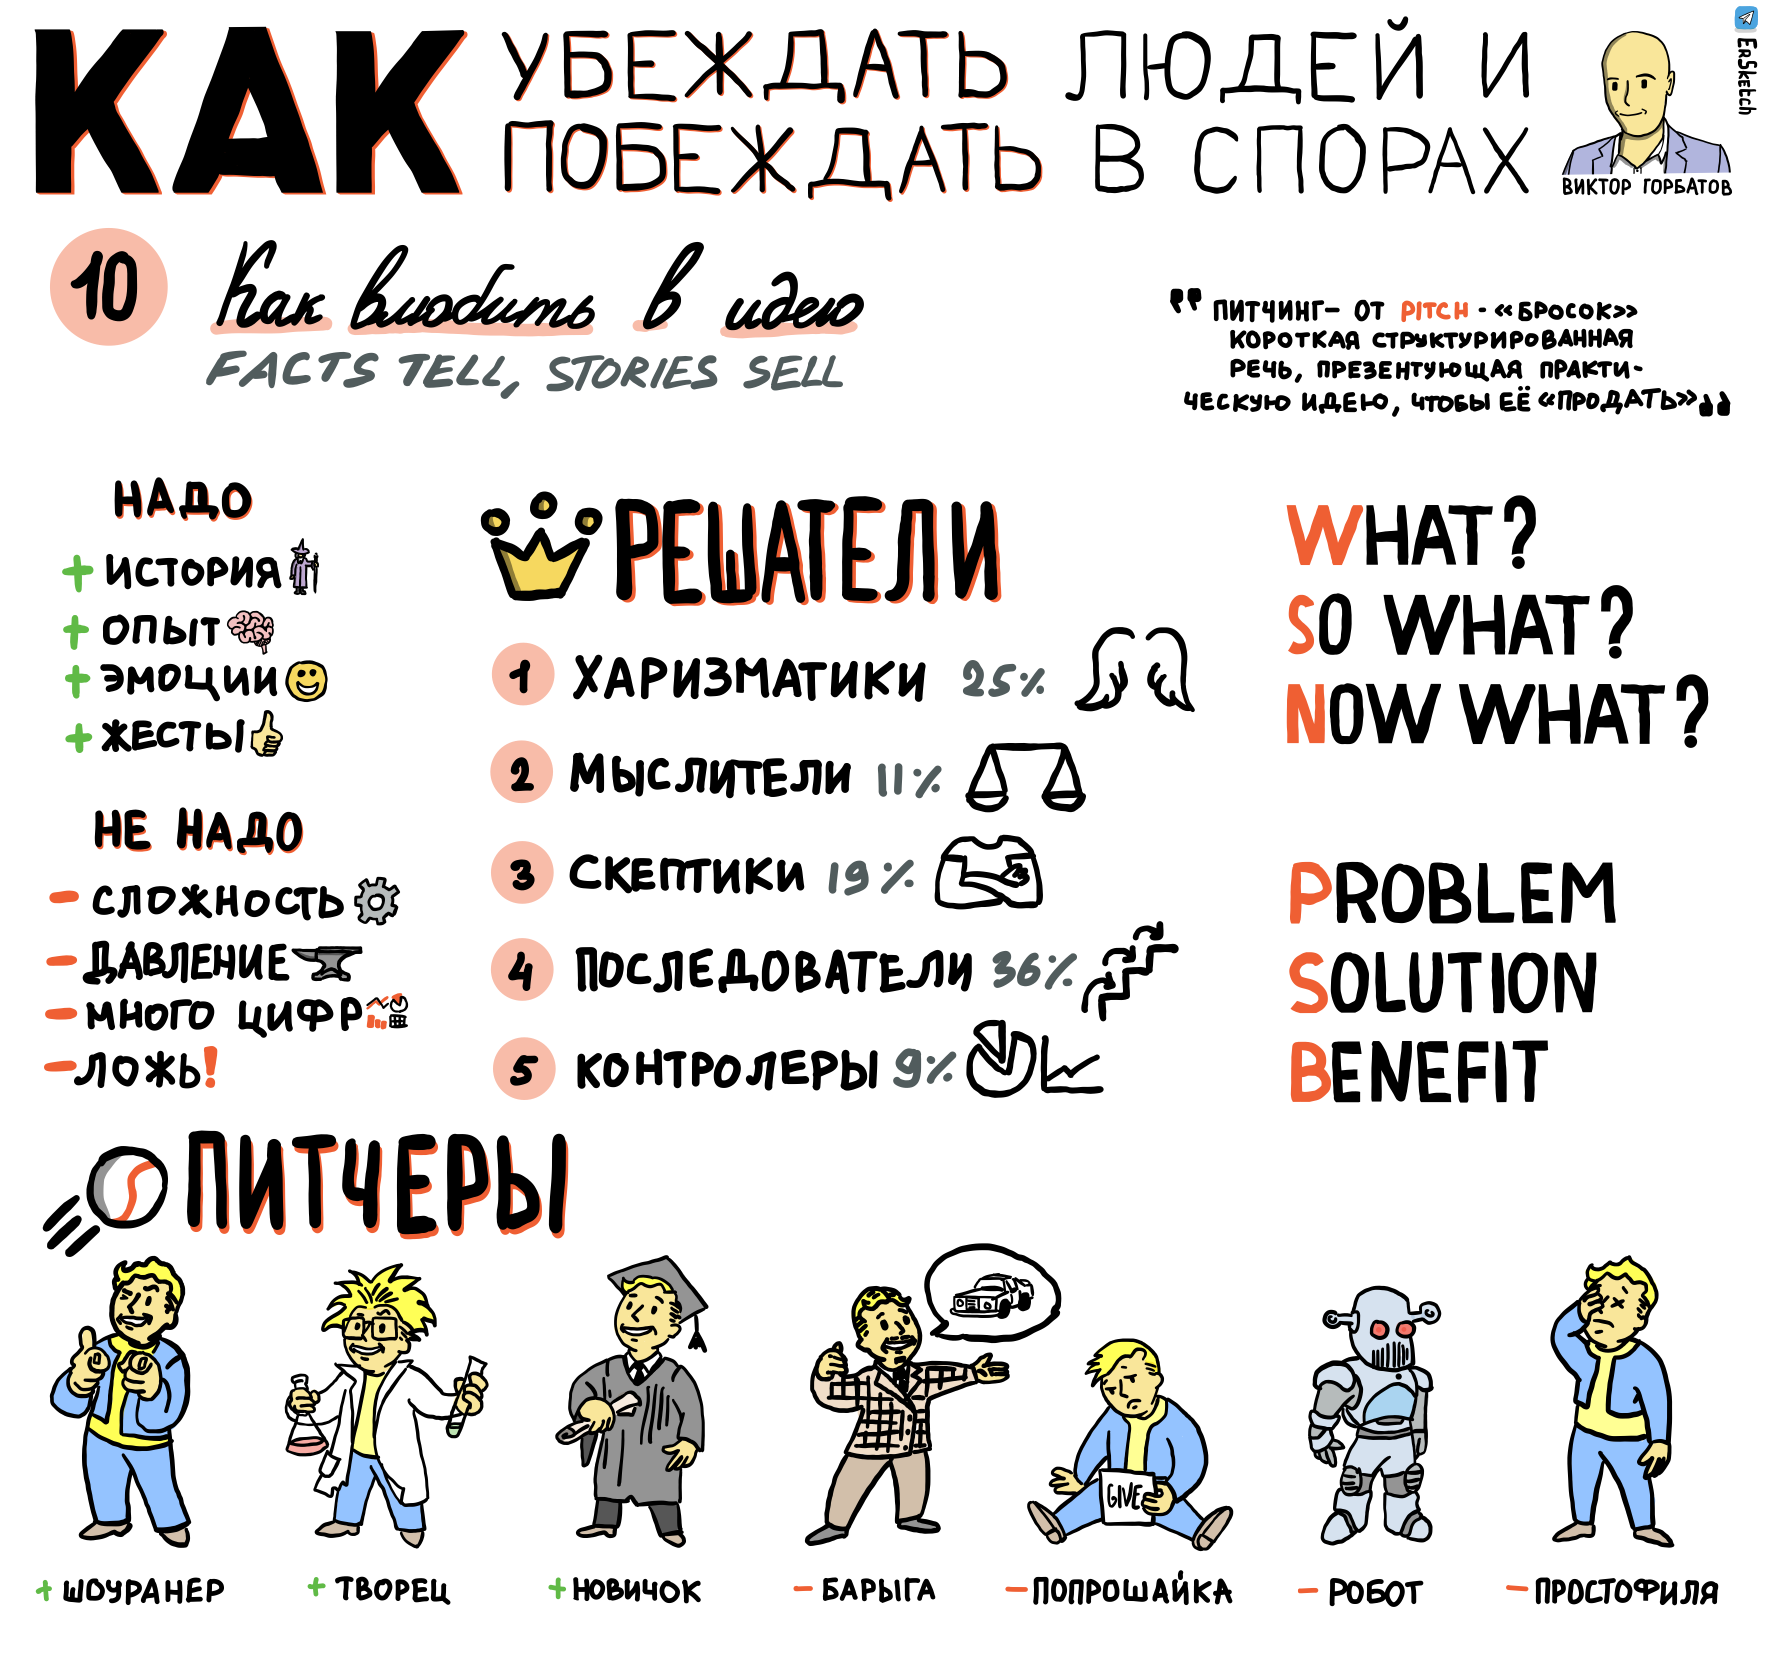 КАК УБЕЖДАТЬ ЛЮДЕЙ И
ПОБЕЖДАТЬ В СПОРАХ
ErSketch
ВИКТОР ГОРБАТОВ
10 Как влюбить в идею
FACTS TELL, STORIES SELL
"ПИТЧИНГ– ОТ PITCH - «БРОСОК»
КОРОТКАЯ СТРУКТУРИРОВАННАЯ
РЕЧЬ, ПРЕЗЕНТУЮЩАЯ ПРАКТИ-
ЧЕСКУЮ ИДЕЮ, ЧТОБЫ ЕЁ «ПРОДАТЬ»"
НАДО
+ ИСТОРИЯ
+ ОПЫТ
+ ЭМОЦИИ
+ ЖЕСТЫ
НЕ НАДО
– СЛОЖНОСТЬ
– ДАВЛЕНИЕ
– МНОГО ЦИФР
– ЛОЖЬ!
РЕШАТЕЛИ
1 ХАРИЗМАТИКИ 25%
2 МЫСЛИТЕЛИ 11%
3 СКЕПТИКИ 19%
4 ПОСЛЕДОВАТЕЛИ 36%
5 КОНТРОЛЕРЫ 9%
WHAT?
SO WHAT?
NOW WHAT?
PROBLEM
SOLUTION
BENEFIT
ПИТЧЕРЫ
GIVE
+ ШОУРАНЕР
+ ТВОРЕЦ
+ НОВИЧОК
– БАРЫГА
– ПОПРОШАЙКА
– РОБОТ
– ПРОСТОФИЛЯ